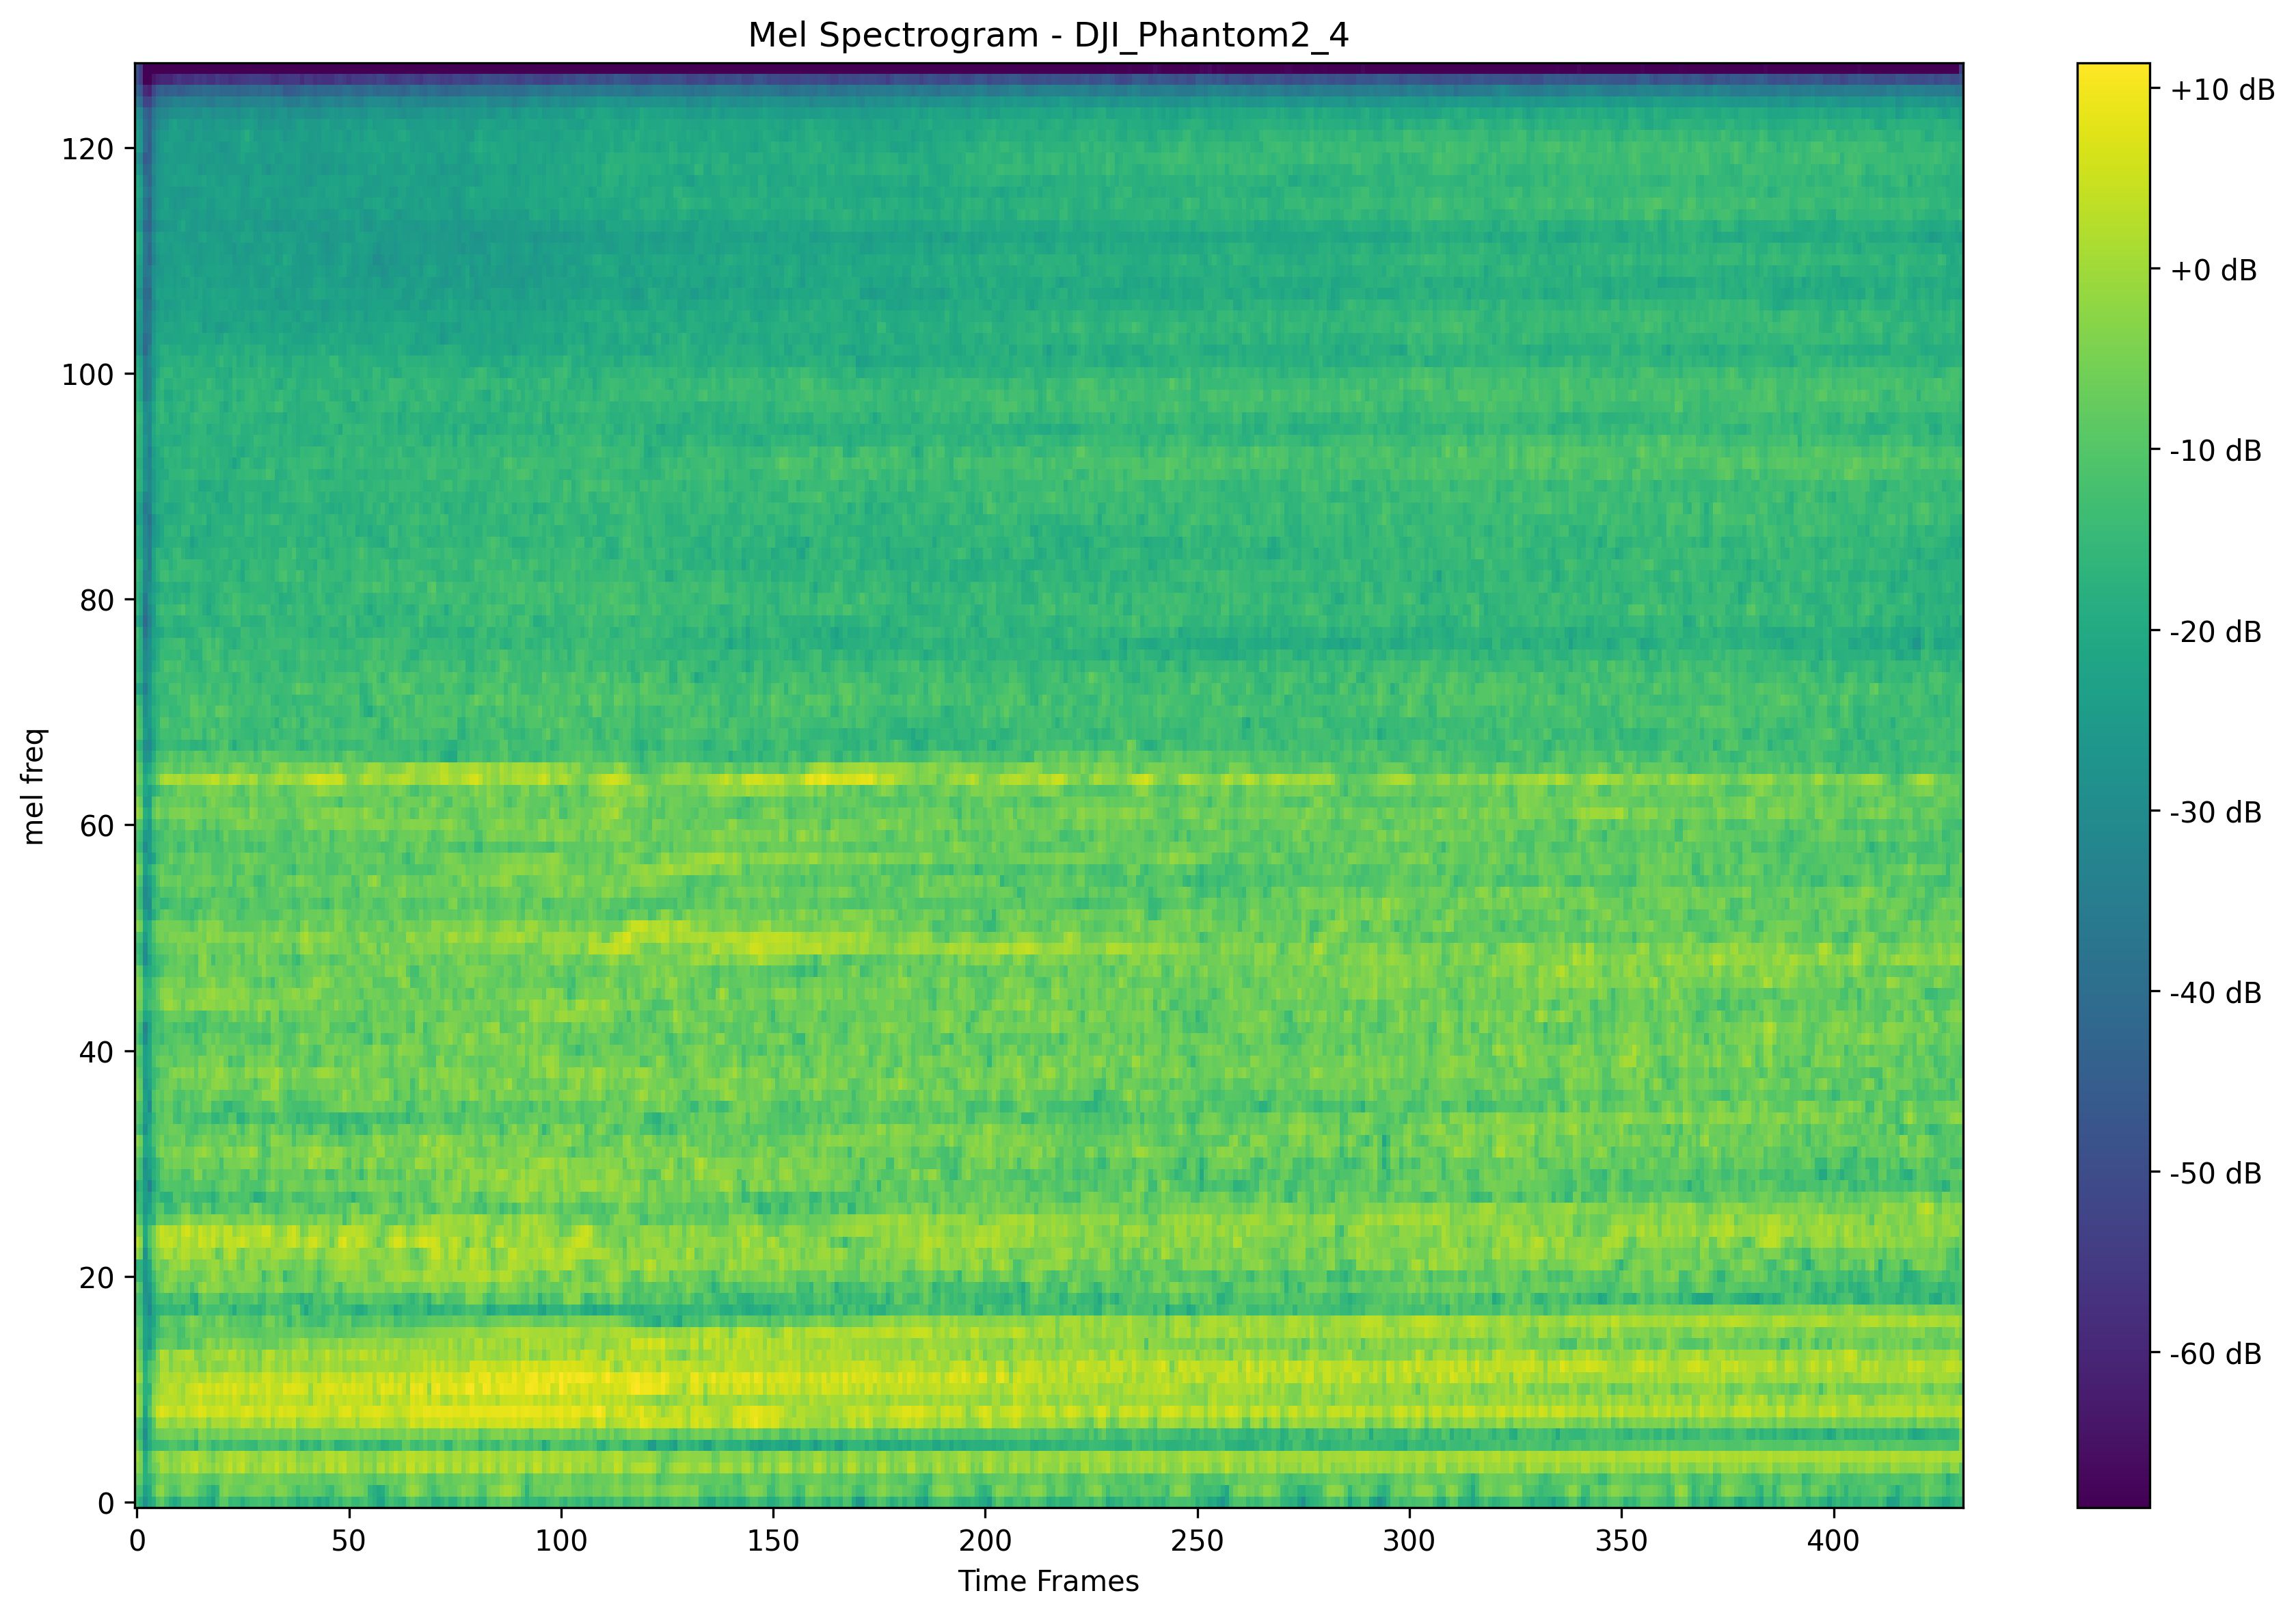 Mel Spectrogram - DJI_Phantom2_4
mel freq
120
100
80
60
40
20
0
0 50 100 150 200 250 300 350 400
Time Frames
+10 dB
+0 dB
-10 dB
-20 dB
-30 dB
-40 dB
-50 dB
-60 dB